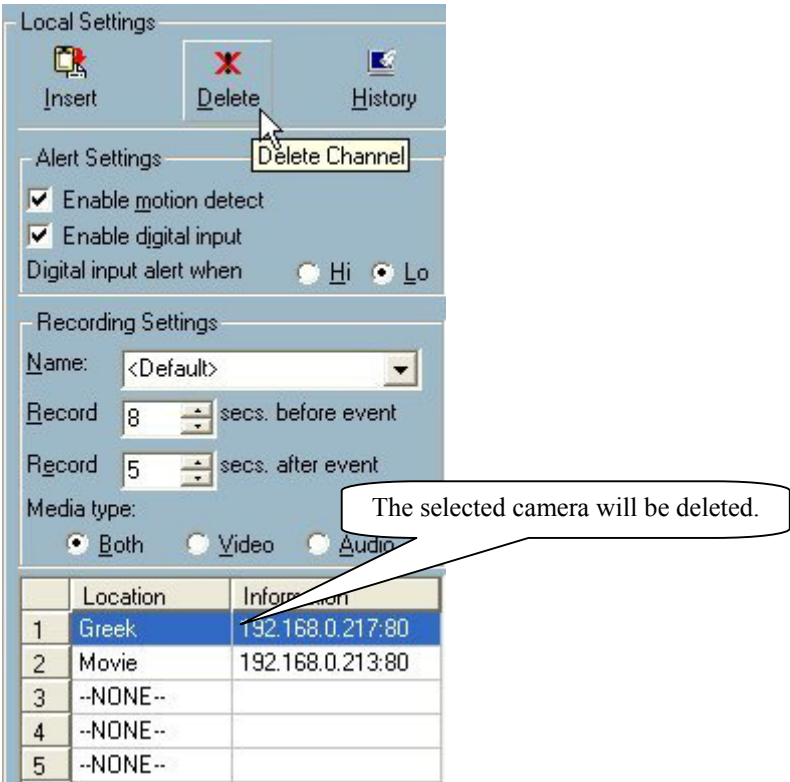 Local Settings
Insert Delete History
Delete Channel
Alert Settings
Enable motion detect
Enable digital input
Digital input alert when Hi Lo
Recording Settings
Name: <Default>
Record 8 secs. before event
Record 5 secs. after event
Media type:
Both Video Audio
The selected camera will be deleted.
Location Information
1 Greek 192.168.0.217:80
2 Movie 192.168.0.213:80
3 --NONE--
4 --NONE--
5 --NONE--